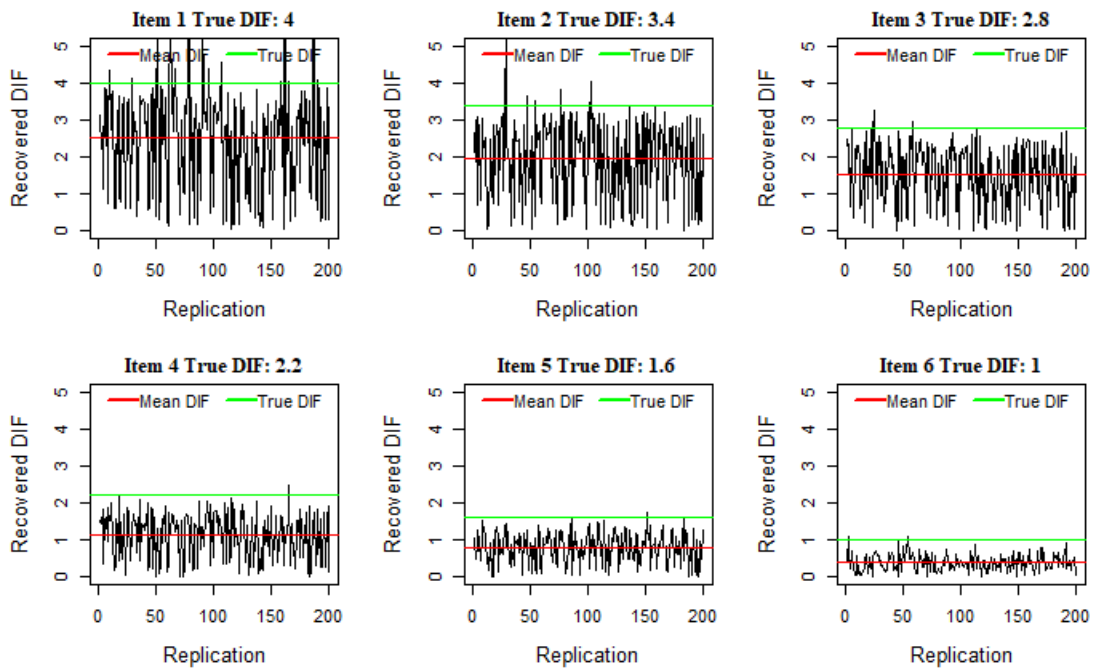 Item 1 True DIF: 4
Recovered DIF
5
4
3
2
1
0
Mean DIF
True DIF
0 50 100 150 200
Replication
Item 2 True DIF: 3.4
Recovered DIF
5
4
3
2
1
0
Mean DIF
True DIF
0 50 100 150 200
Replication
Item 3 True DIF: 2.8
Recovered DIF
5
4
3
2
1
0
Mean DIF
True DIF
0 50 100 150 200
Replication
Item 4 True DIF: 2.2
Recovered DIF
5
4
3
2
1
0
Mean DIF
True DIF
0 50 100 150 200
Replication
Item 5 True DIF: 1.6
Recovered DIF
5
4
3
2
1
0
Mean DIF
True DIF
0 50 100 150 200
Replication
Item 6 True DIF: 1
Recovered DIF
5
4
3
2
1
0
Mean DIF
True DIF
0 50 100 150 200
Replication